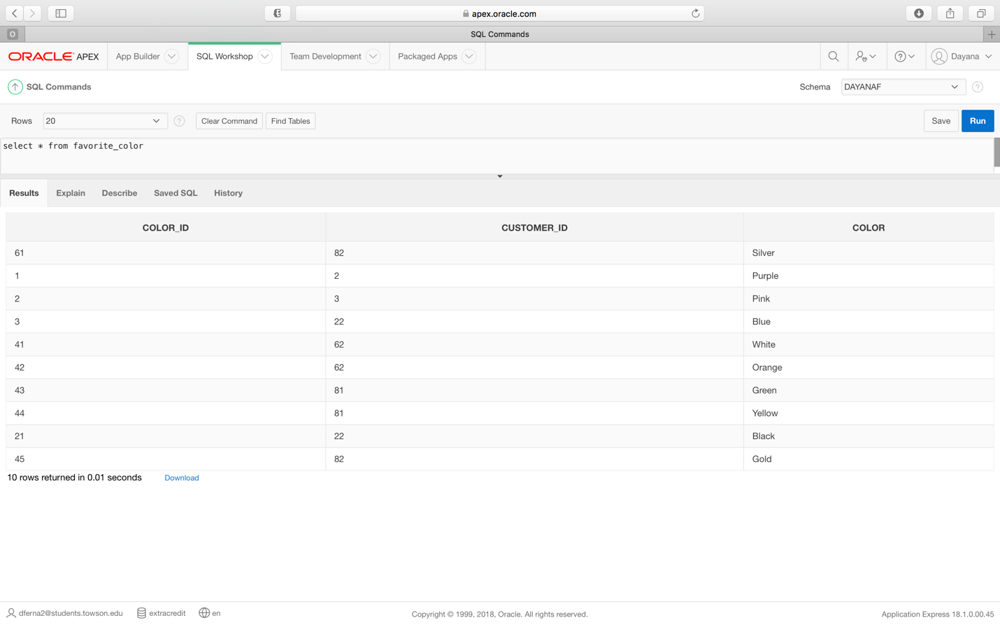 apex.oracle.com
O
SQL Commands
ORACLE APEX App Builder SQL Workshop Team Development Packaged Apps Dayana
SQL Commands Schema DAYANAF ?
Rows 20 ? Clear Command Find Tables Save Run
select * from favorite_color
Results Explain Describe Saved SQL History
COLOR_ID CUSTOMER_ID COLOR
61 82 Silver
1 2 Purple
2 3 Pink
3 22 Blue
41 62 White
42 62 Orange
43 81 Green
44 81 Yellow
21 22 Black
45 82 Gold
10 rows returned in 0.01 seconds Download
dferna2@students.towson.edu extracredit en Copyright © 1999, 2018, Oracle. All rights reserved. Application Express 18.1.0.00.45